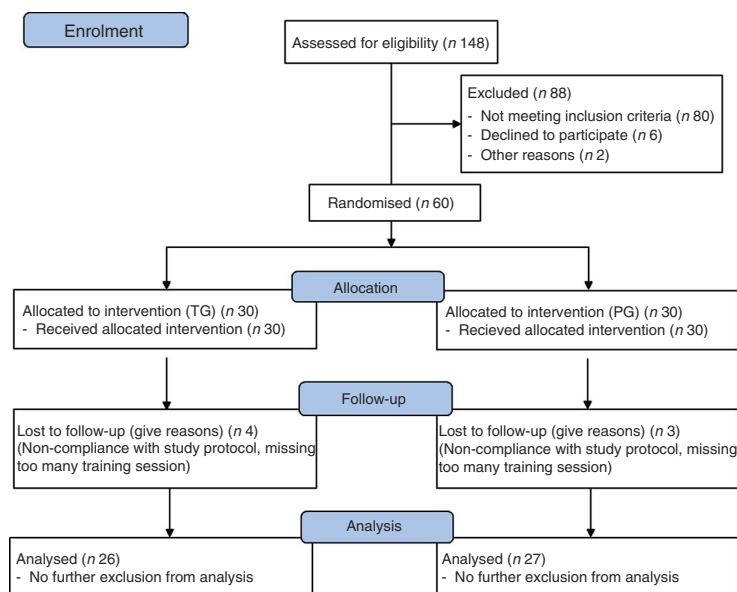 Enrolment
Assessed for eligibility (n 148)
Excluded (n 88)
- Not meeting inclusion criteria (n 80)
- Declined to participate (n 6)
- Other reasons (n 2)
Randomised (n 60)
Allocation
Allocated to intervention (TG) (n 30)
- Received allocated intervention (n 30)
Allocated to intervention (PG) (n 30)
- Recieved allocated intervention (n 30)
Follow-up
Lost to follow-up (give reasons) (n 4)
(Non-compliance with study protocol, missing
too many training session)
Lost to follow-up (give reasons) (n 3)
(Non-compliance with study protocol, missing
too many training session)
Analysis
Analysed (n 26)
- No further exclusion from analysis
Analysed (n 27)
- No further exclusion from analysis